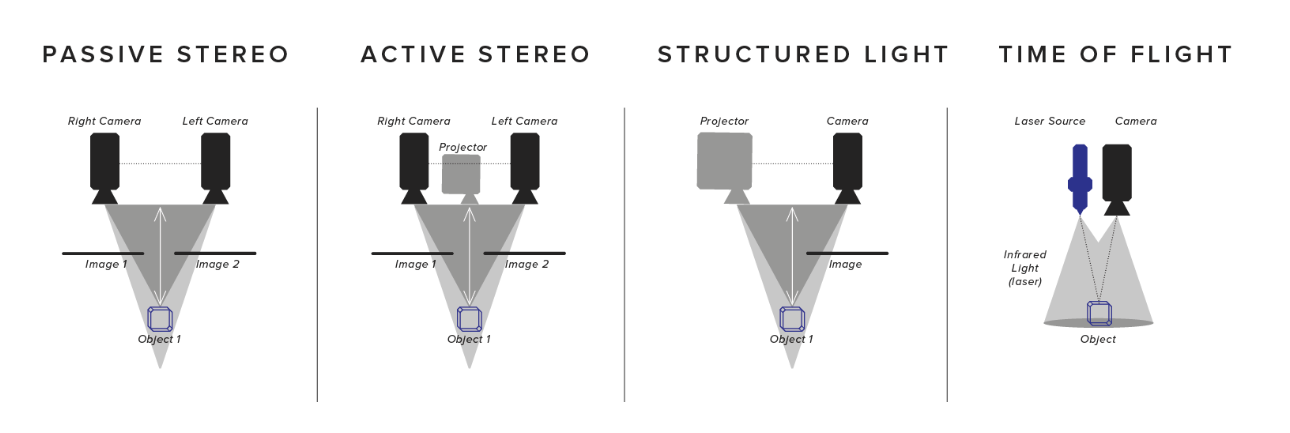 PASSIVE STEREO
Right Camera
Left Camera
Image 1
Image 2
Object 1
ACTIVE STEREO
Right Camera
Left Camera
Projector
Image 1
Image 2
Object 1
STRUCTURED LIGHT
Projector
Camera
Image
Object 1
TIME OF FLIGHT
Laser Source
Camera
Infrared
Light
(laser)
Object